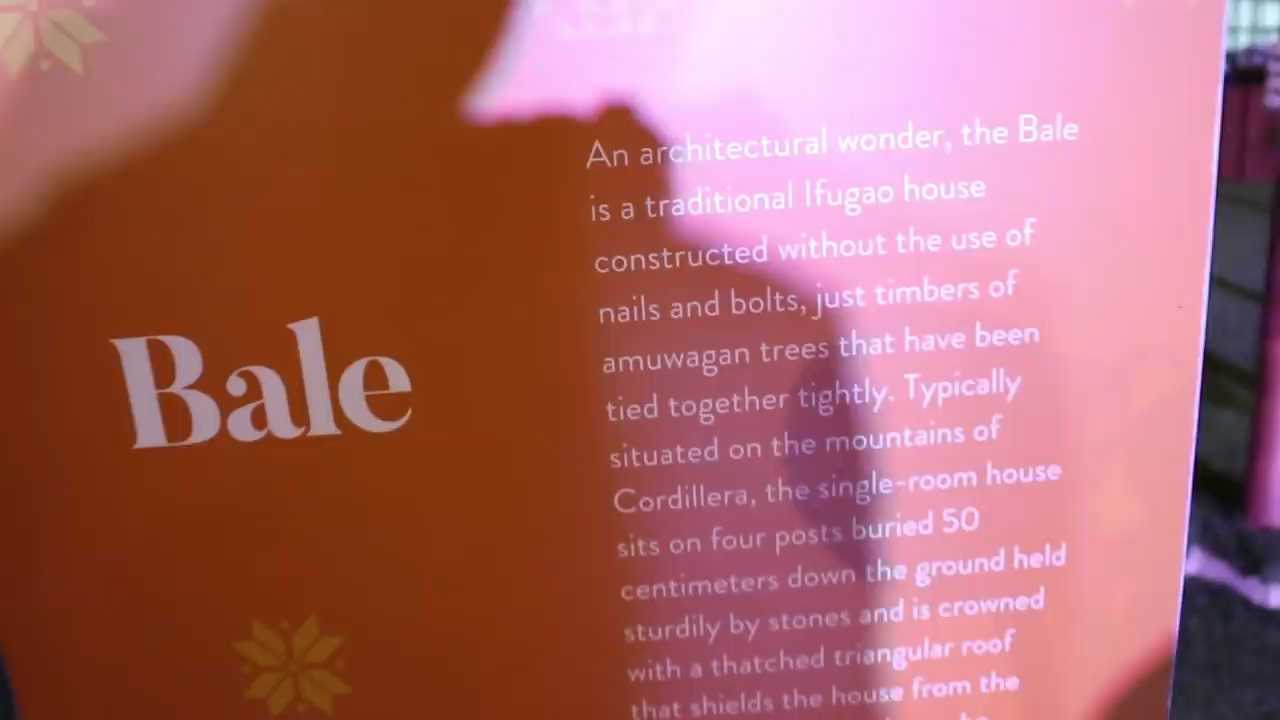 Bale
An architectural wonder, the Bale
is a traditional Ifugao house
constructed without the use of
nails and bolts, just timbers of
amuwagan trees that have been
tied together tightly. Typically
situated on the mountains of
Cordillera, the single-room house
sits on four posts buried 50
centimeters down the ground held
sturdily by stones and is crowned
with a thatched triangular roof
that shields the house from the